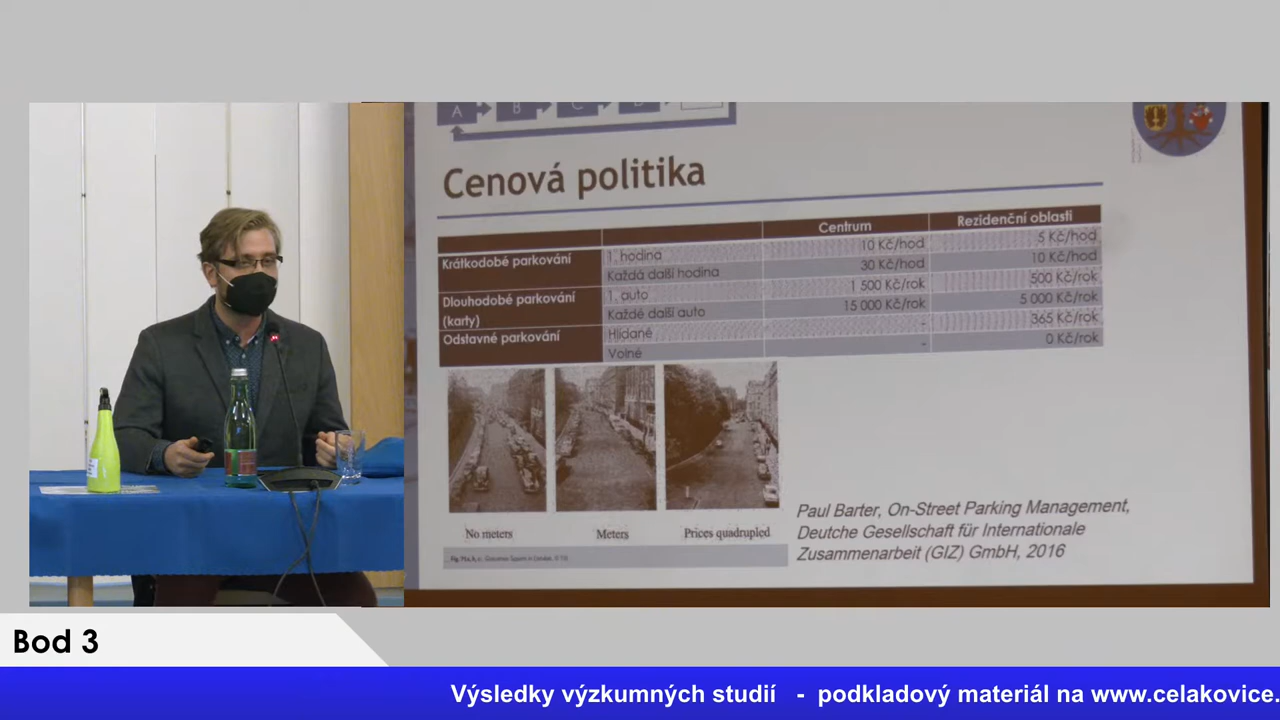 A B C
Cenová politika
Centrum Rezidenční oblasti
Krátkodobé parkování 1. hodina 10 Kč/hod 5 Kč/hod
Každá další hodina 30 Kč/hod 10 Kč/hod
Dlouhodobé parkování (karty) 1. auto 1 500 Kč/rok 500 Kč/rok
Každé další auto 15 000 Kč/rok 5 000 Kč/rok
Odstavné parkování Hlídané - 365 Kč/rok
Volné - 0 Kč/rok
No meters Meters Prices quadrupled
Paul Barter, On-Street Parking Management,
Deutche Gesellschaft für Internationale
Zusammenarbeit (GIZ) GmbH, 2016
Bod 3
Výsledky výzkumných studií - podkladový materiál na www.celakovice.